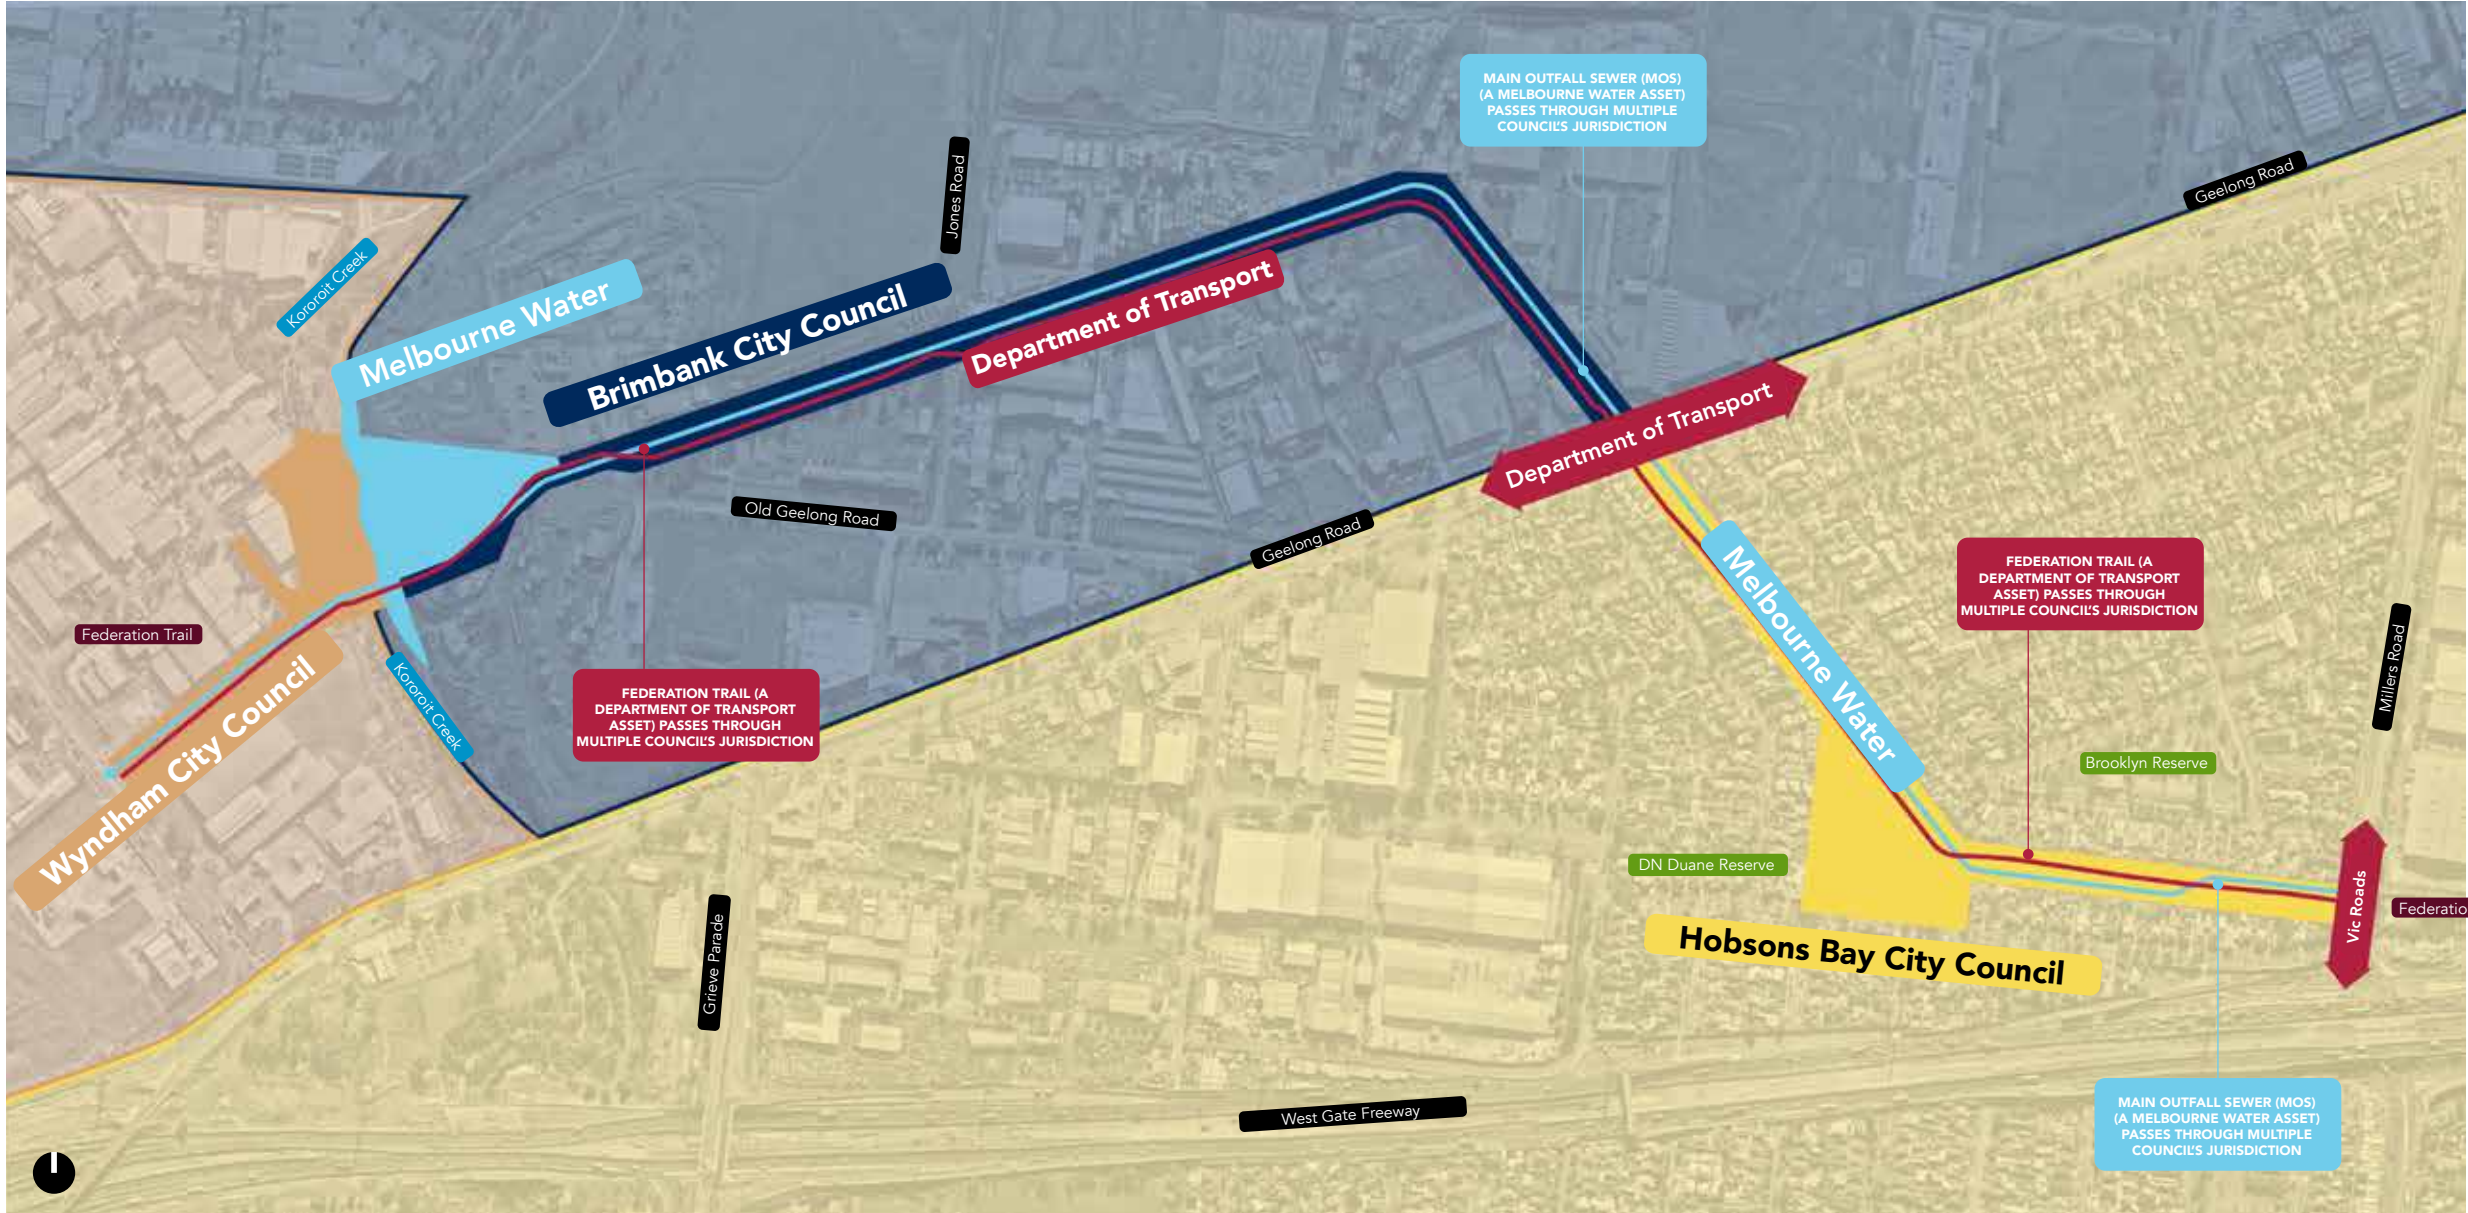 MAIN OUTFALL SEWER (MOS)
(A MELBOURNE WATER ASSET)
PASSES THROUGH MULTIPLE
COUNCIL'S JURISDICTION
Jones Road
Geelong Road
Kororoit Creek
Melbourne Water
Brimbank City Council
Department of Transport
Department of Transport
Old Geelong Road
Geelong Road
Melbourne Water
FEDERATION TRAIL (A
DEPARTMENT OF TRANSPORT
ASSET) PASSES THROUGH
MULTIPLE COUNCIL'S JURISDICTION
Federation Trail
Wyndham City Council
Kororoit Creek
FEDERATION TRAIL (A
DEPARTMENT OF TRANSPORT
ASSET) PASSES THROUGH
MULTIPLE COUNCIL'S JURISDICTION
Millers Road
Brooklyn Reserve
DN Duane Reserve
Vic Roads
Federatio
Hobsons Bay City Council
Grieve Parade
West Gate Freeway
MAIN OUTFALL SEWER (MOS)
(A MELBOURNE WATER ASSET)
PASSES THROUGH MULTIPLE
COUNCIL'S JURISDICTION